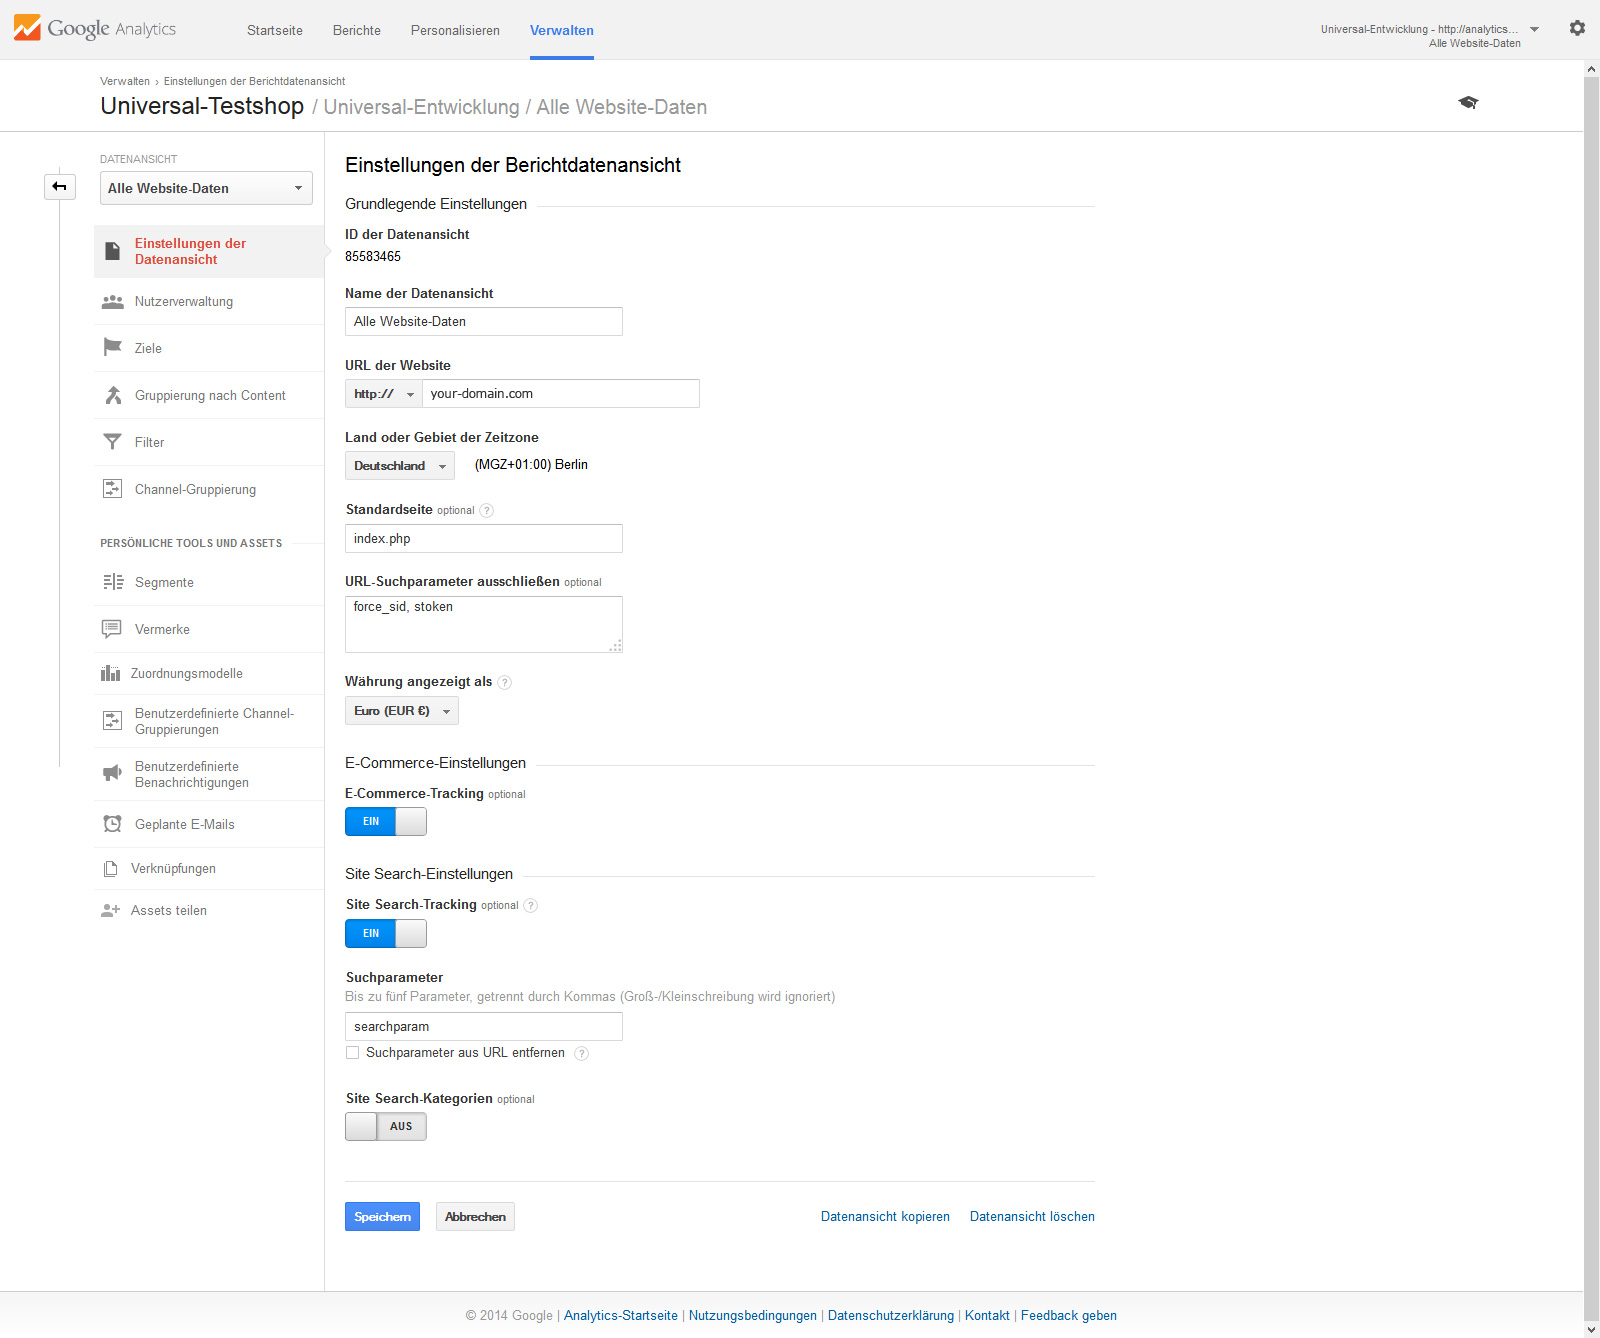 Google Analytics
Startseite
Berichte
Personalisieren
Verwalten
Universal-Entwicklung - http://analytics...
Alle Website-Daten
Verwalten › Einstellungen der Berichtdatenansicht
Universal-Testshop / Universal-Entwicklung / Alle Website-Daten
DATENANSICHT
Alle Website-Daten
Einstellungen der
Datenansicht
Nutzerverwaltung
Ziele
Gruppierung nach Content
Filter
Channel-Gruppierung
PERSÖNLICHE TOOLS UND ASSETS
Segmente
Vermerke
Zuordnungsmodelle
Benutzerdefinierte Channel-
Gruppierungen
Benutzerdefinierte
Benachrichtigungen
Geplante E-Mails
Verknüpfungen
Assets teilen
Einstellungen der Berichtdatenansicht
Grundlegende Einstellungen
ID der Datenansicht
85583465
Name der Datenansicht
Alle Website-Daten
URL der Website
http:// your-domain.com
Land oder Gebiet der Zeitzone
Deutschland (MGZ+01:00) Berlin
Standardseite optional ?
index.php
URL-Suchparameter ausschließen optional
force_sid, stoken
Währung angezeigt als ?
Euro (EUR €)
E-Commerce-Einstellungen
E-Commerce-Tracking optional
EIN
Site Search-Einstellungen
Site Search-Tracking optional ?
EIN
Suchparameter
Bis zu fünf Parameter, getrennt durch Kommas (Groß-/Kleinschreibung wird ignoriert)
searchparam
Suchparameter aus URL entfernen ?
Site Search-Kategorien optional
AUS
Speichern
Abbrechen
Datenansicht kopieren
Datenansicht löschen
© 2014 Google | Analytics-Startseite | Nutzungsbedingungen | Datenschutzerklärung | Kontakt | Feedback geben